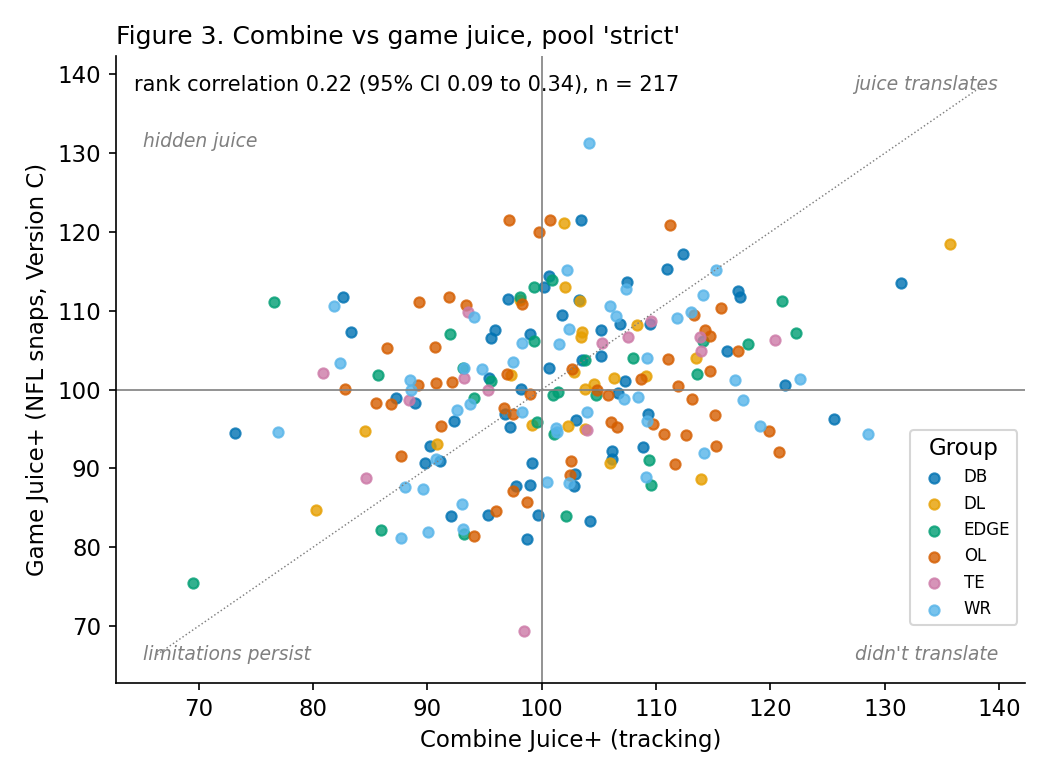 Figure 3. Combine vs game juice, pool 'strict'
rank correlation 0.22 (95% CI 0.09 to 0.34), n = 217
juice translates
hidden juice
limitations persist
didn't translate
Game Juice+ (NFL snaps, Version C)
140
130
120
110
100
90
80
70
70 80 90 100 110 120 130 140
Combine Juice+ (tracking)
Group
DB
DL
EDGE
OL
TE
WR